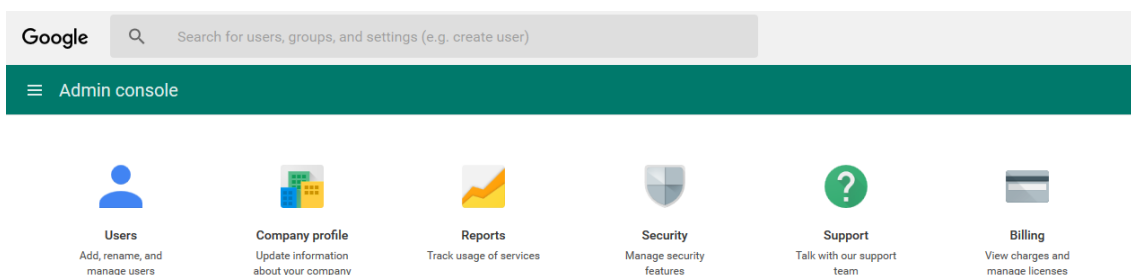 Google
Search for users, groups, and settings (e.g. create user)
Admin console
Users
Add, rename, and
manage users
Company profile
Update information
about your company
Reports
Track usage of services
Security
Manage security
features
Support
Talk with our support
team
Billing
View charges and
manage licenses